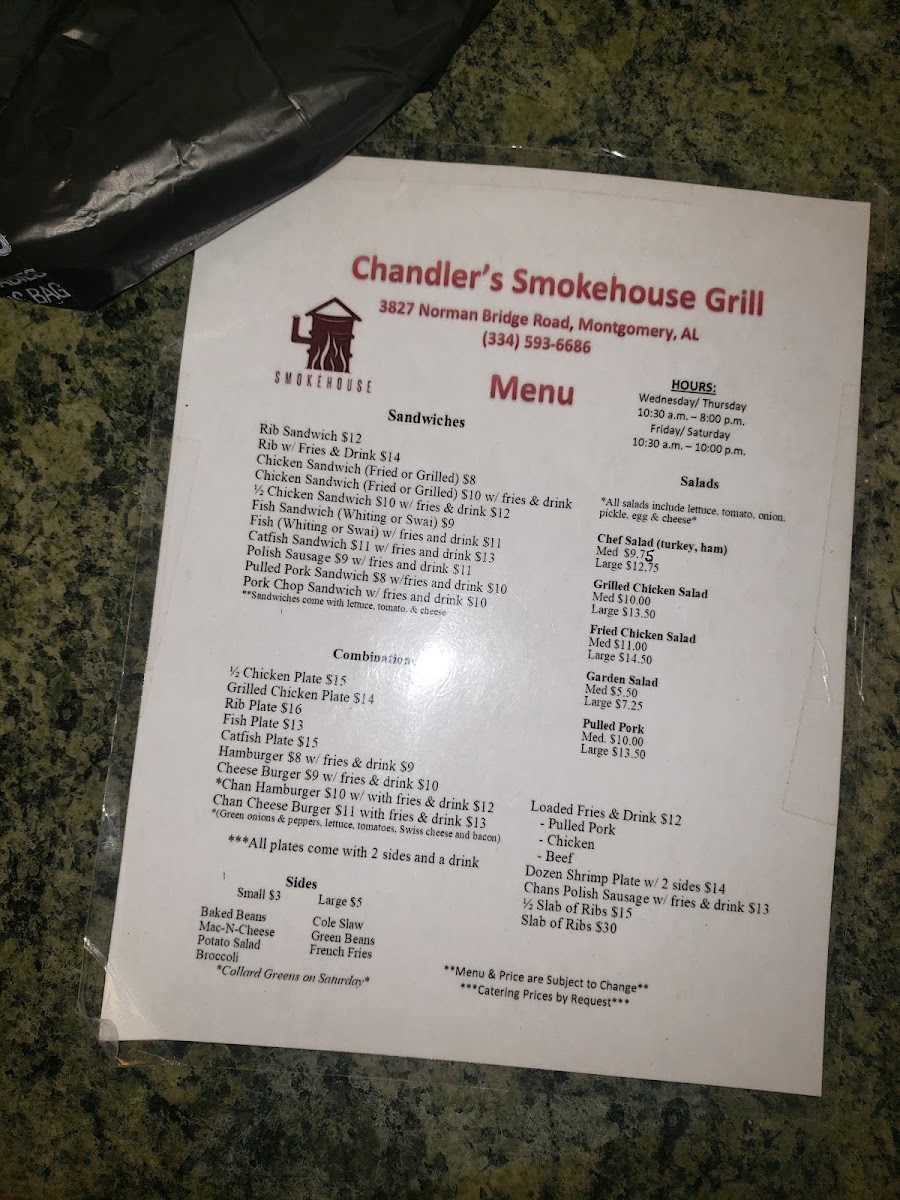 S BAG
Chandler's Smokehouse Grill
3827 Norman Bridge Road, Montgomery, AL
(334) 593-6686
SMOKEHOUSE
Menu
HOURS:
Wednesday/ Thursday
10:30 a.m. – 8:00 p.m.
Friday/ Saturday
10:30 a.m. – 10:00 p.m.
Sandwiches
Rib Sandwich $12
Rib w/ Fries & Drink $14
Chicken Sandwich (Fried or Grilled) $8
Chicken Sandwich (Fried or Grilled) $10 w/ fries & drink
½ Chicken Sandwich $10 w/ fries & drink $12
Fish Sandwich (Whiting or Swai) $9
Fish (Whiting or Swai) w/ fries and drink $11
Catfish Sandwich $11 w/ fries and drink $13
Polish Sausage $9 w/ fries and drink $11
Pulled Pork Sandwich $8 w/fries and drink $10
Pork Chop Sandwich w/ fries and drink $10
**Sandwiches come with lettuce, tomato, & cheese
Combination
½ Chicken Plate $15
Grilled Chicken Plate $14
Rib Plate $16
Fish Plate $13
Catfish Plate $15
Hamburger $8 w/ fries & drink $9
Cheese Burger $9 w/ fries & drink $10
*Chan Hamburger $10 w/ with fries & drink $12
Chan Cheese Burger $11 with fries & drink $13
*(Green onions & peppers, lettuce, tomatoes, Swiss cheese and bacon)
***All plates come with 2 sides and a drink
Sides
Small $3 Large $5
Baked Beans Cole Slaw
Mac-N-Cheese Green Beans
Potato Salad French Fries
Broccoli
*Collard Greens on Saturday*
Salads
*All salads include lettuce, tomato, onion,
pickle, egg & cheese*
Chef Salad (turkey, ham)
Med $9.75
Large $12.75
Grilled Chicken Salad
Med $10.00
Large $13.50
Fried Chicken Salad
Med $11.00
Large $14.50
Garden Salad
Med $5.50
Large $7.25
Pulled Pork
Med. $10.00
Large $13.50
Loaded Fries & Drink $12
- Pulled Pork
- Chicken
- Beef
Dozen Shrimp Plate w/ 2 sides $14
Chans Polish Sausage w/ fries & drink $13
½ Slab of Ribs $15
Slab of Ribs $30
**Menu & Price are Subject to Change**
***Catering Prices by Request***